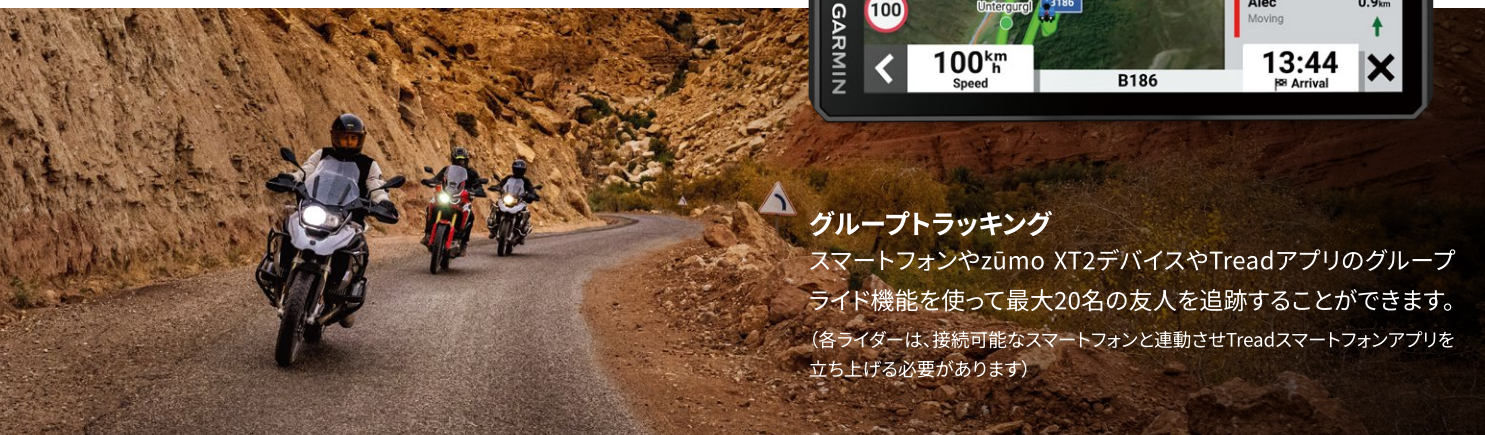 GARMIN
100
Untergurgl
3186
Alec
0.9km
Moving
100km/h
Speed
B186
13:44
Arrival
グループトラッキング
スマートフォンやzūmo XT2デバイスやTreadアプリのグループ
ライド機能を使って最大20名の友人を追跡することができます。
（各ライダーは、接続可能なスマートフォンと連動させTreadスマートフォンアプリを
立ち上げる必要があります）